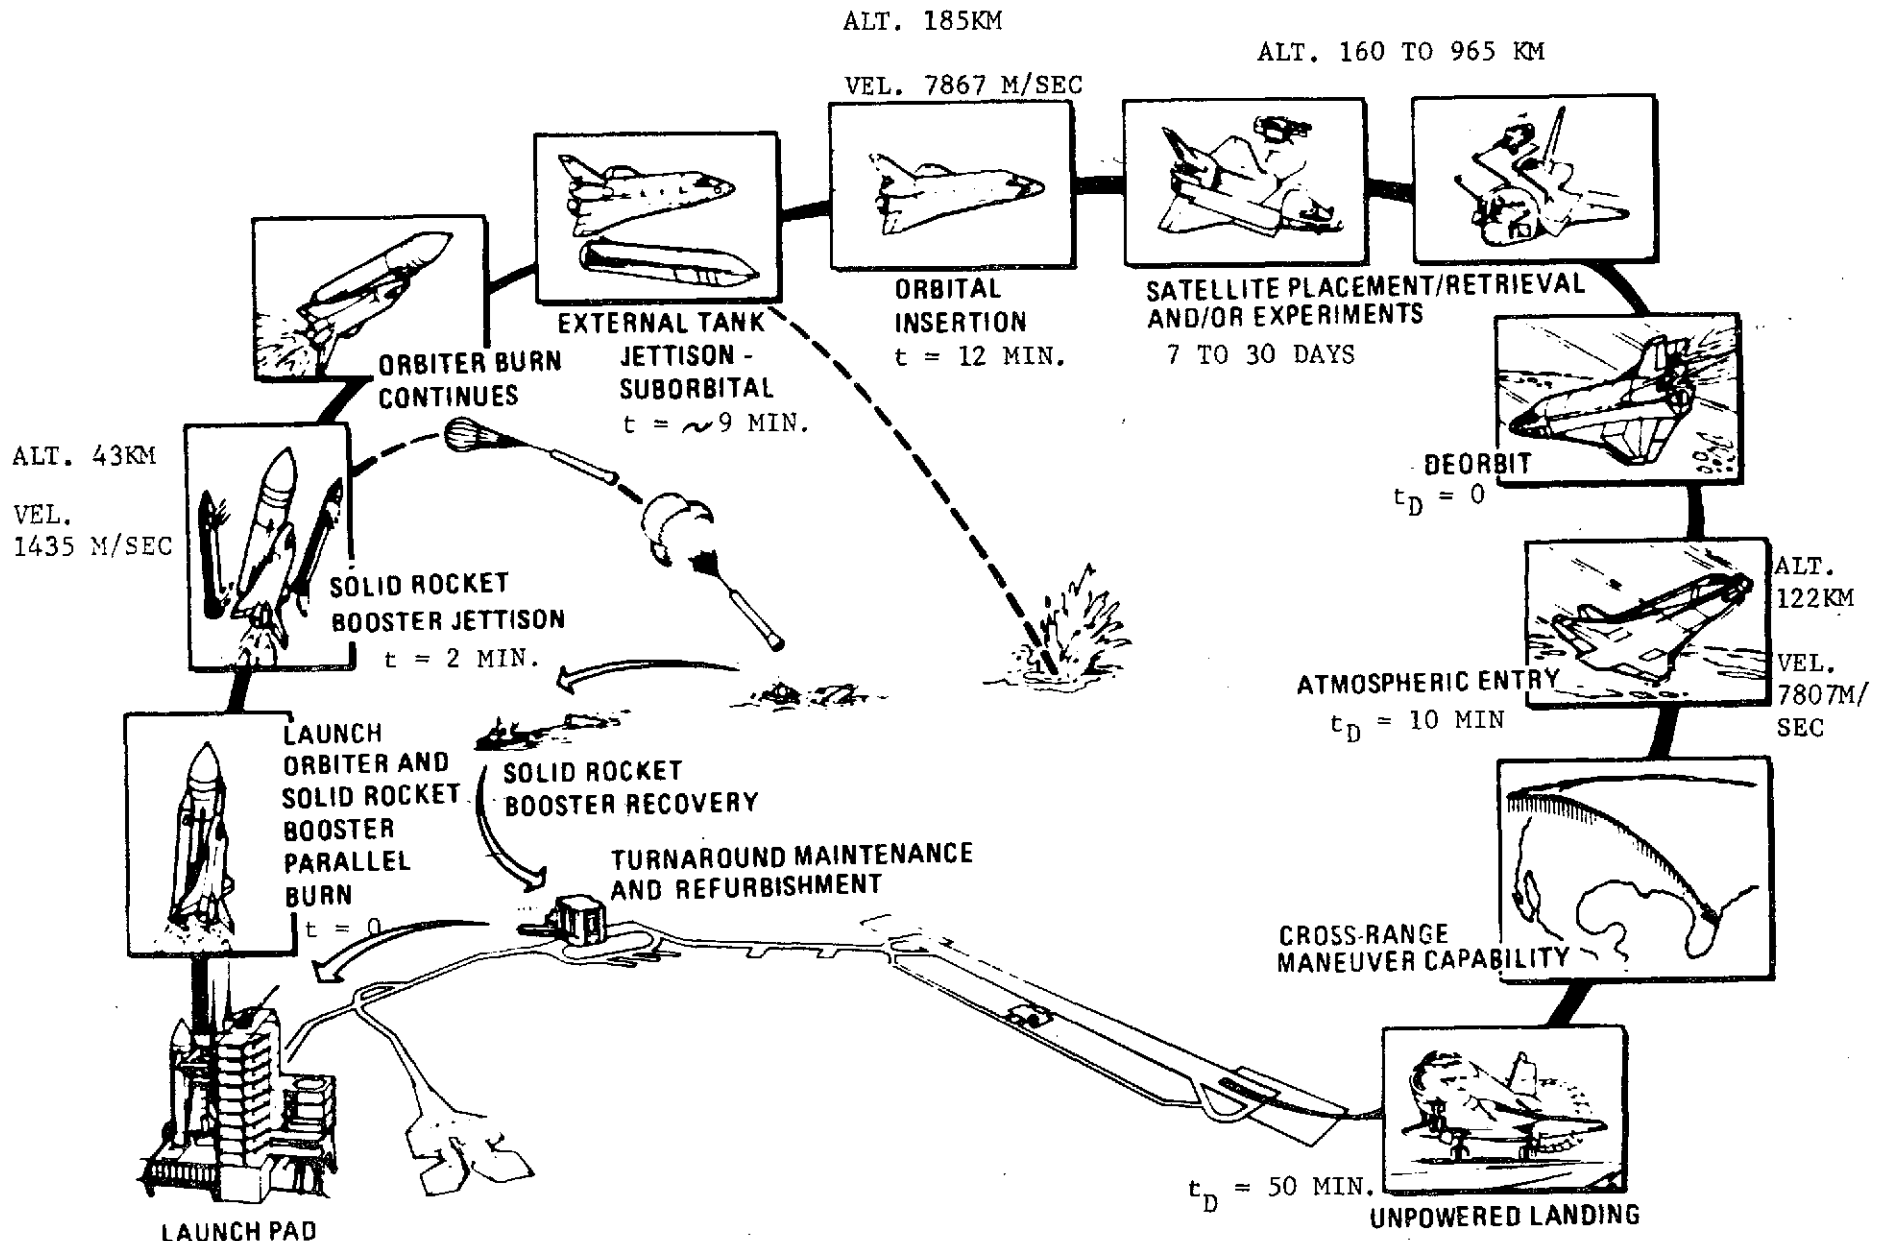 ALT. 185KM
VEL. 7867 M/SEC
ALT. 160 TO 965 KM
ORBITAL
INSERTION
t = 12 MIN.
SATELLITE PLACEMENT/RETRIEVAL
AND/OR EXPERIMENTS
7 TO 30 DAYS
EXTERNAL TANK
JETTISON -
SUBORBITAL
t = ~9 MIN.
ORBITER BURN
CONTINUES
ALT. 43KM
VEL.
1435 M/SEC
SOLID ROCKET
BOOSTER JETTISON
t = 2 MIN.
DEORBIT
t_D = 0
ALT.
122KM
VEL.
7807M/
SEC
ATMOSPHERIC ENTRY
t_D = 10 MIN
LAUNCH
ORBITER AND
SOLID ROCKET
BOOSTER
PARALLEL
BURN
t = 0
SOLID ROCKET
BOOSTER RECOVERY
TURNAROUND MAINTENANCE
AND REFURBISHMENT
CROSS-RANGE
MANEUVER CAPABILITY
t_D = 50 MIN.
UNPOWERED LANDING
LAUNCH PAD